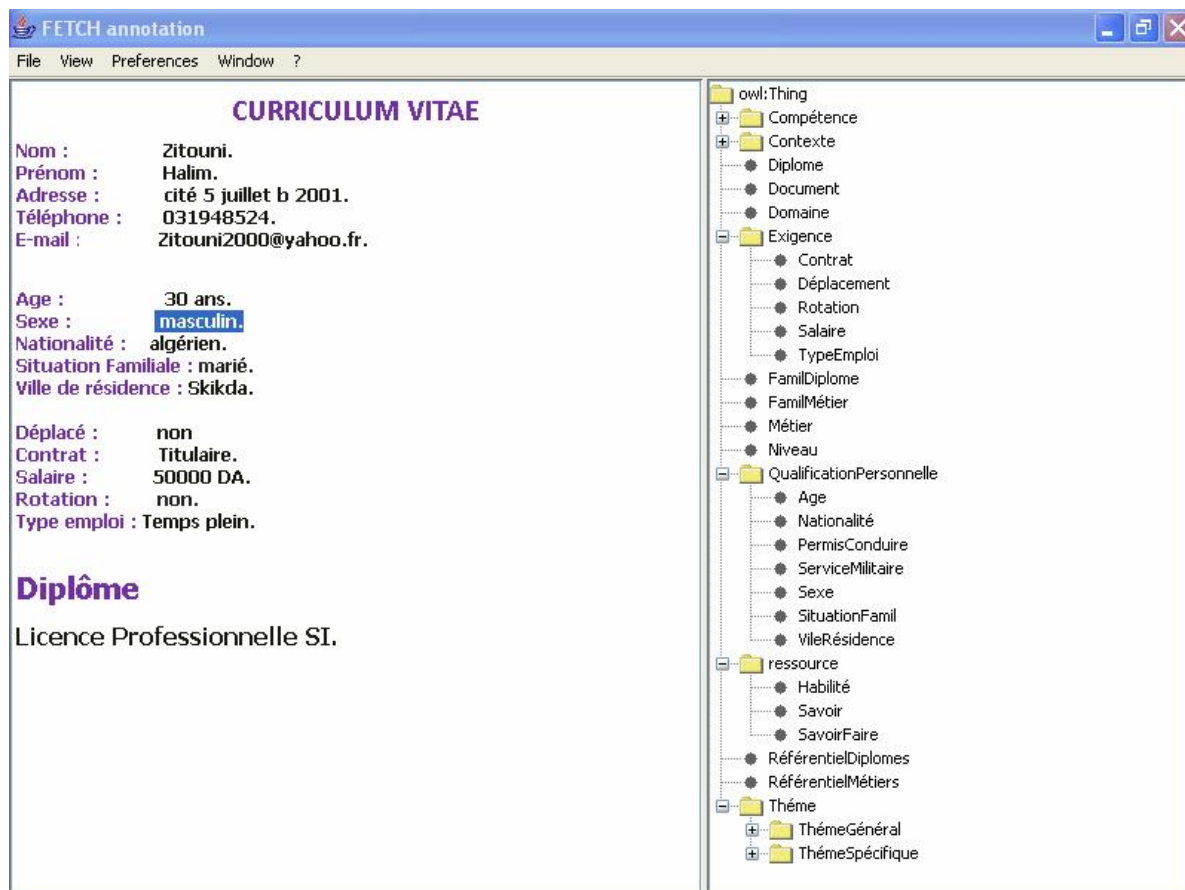 FETCH annotation
File View Preferences Window ?
CURRICULUM VITAE
Nom : Zitouni.
Prénom : Halim.
Adresse : cité 5 juillet b 2001.
Téléphone : 031948524.
E-mail : Zitouni2000@yahoo.fr.
Age : 30 ans.
Sexe : masculin.
Nationalité : algérien.
Situation Familiale : marié.
Ville de résidence : Skikda.
Déplacé : non
Contrat : Titulaire.
Salaire : 50000 DA.
Rotation : non.
Type emploi : Temps plein.
Diplôme
Licence Professionnelle SI.
owl:Thing
Compétence
Contexte
Diplome
Document
Domaine
Exigence
Contrat
Déplacement
Rotation
Salaire
TypeEmploi
FamilDiplome
FamilMétier
Métier
Niveau
QualificationPersonnelle
Age
Nationalité
PermisConduire
ServiceMilitaire
Sexe
SituationFamil
VileRésidence
ressource
Habilité
Savoir
SavoirFaire
RéférentielDiplomes
RéférentielMétiers
Théme
ThémeGénéral
ThémeSpécifique